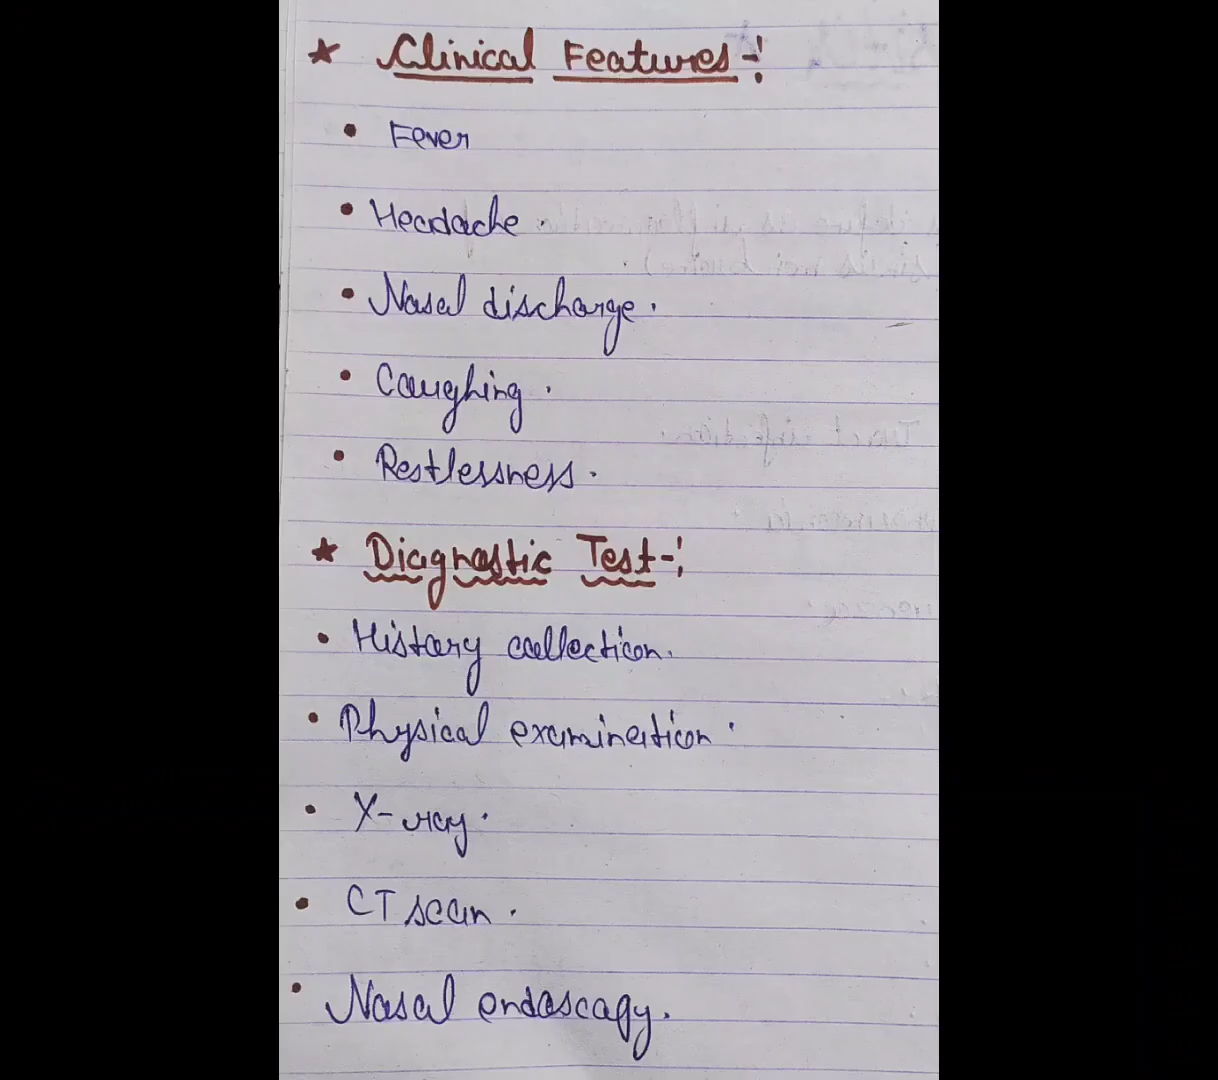 ★ Clinical Features-:
• Fever
• Headache.
• Nasal discharge.
• Coughing.
• Restlessness.
★ Diagnostic Test-:
• History collection.
• Physical examination.
• X-ray.
• CT scan.
• Nasal endoscopy.